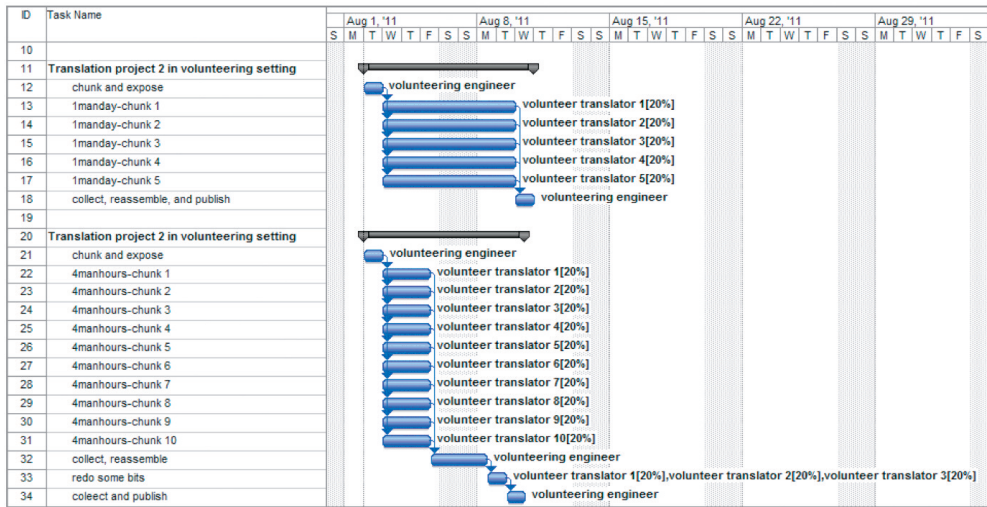 ID Task Name
Aug 1, '11 Aug 8, '11 Aug 15, '11 Aug 22, '11 Aug 29, '11
S M T W T F S S M T W T F S S M T W T F S S M T W T F S S M T W T F S
10
11 Translation project 2 in volunteering setting
12 chunk and expose volunteering engineer
13 1manday-chunk 1 volunteer translator 1[20%]
14 1manday-chunk 2 volunteer translator 2[20%]
15 1manday-chunk 3 volunteer translator 3[20%]
16 1manday-chunk 4 volunteer translator 4[20%]
17 1manday-chunk 5 volunteer translator 5[20%]
18 collect, reassemble, and publish volunteering engineer
19
20 Translation project 2 in volunteering setting
21 chunk and expose volunteering engineer
22 4manhours-chunk 1 volunteer translator 1[20%]
23 4manhours-chunk 2 volunteer translator 2[20%]
24 4manhours-chunk 3 volunteer translator 3[20%]
25 4manhours-chunk 4 volunteer translator 4[20%]
26 4manhours-chunk 5 volunteer translator 5[20%]
27 4manhours-chunk 6 volunteer translator 6[20%]
28 4manhours-chunk 7 volunteer translator 7[20%]
29 4manhours-chunk 8 volunteer translator 8[20%]
30 4manhours-chunk 9 volunteer translator 9[20%]
31 4manhours-chunk 10 volunteer translator 10[20%]
32 collect, reassemble volunteering engineer
33 redo some bits volunteer translator 1[20%],volunteer translator 2[20%],volunteer translator 3[20%]
34 coleect and publish volunteering engineer